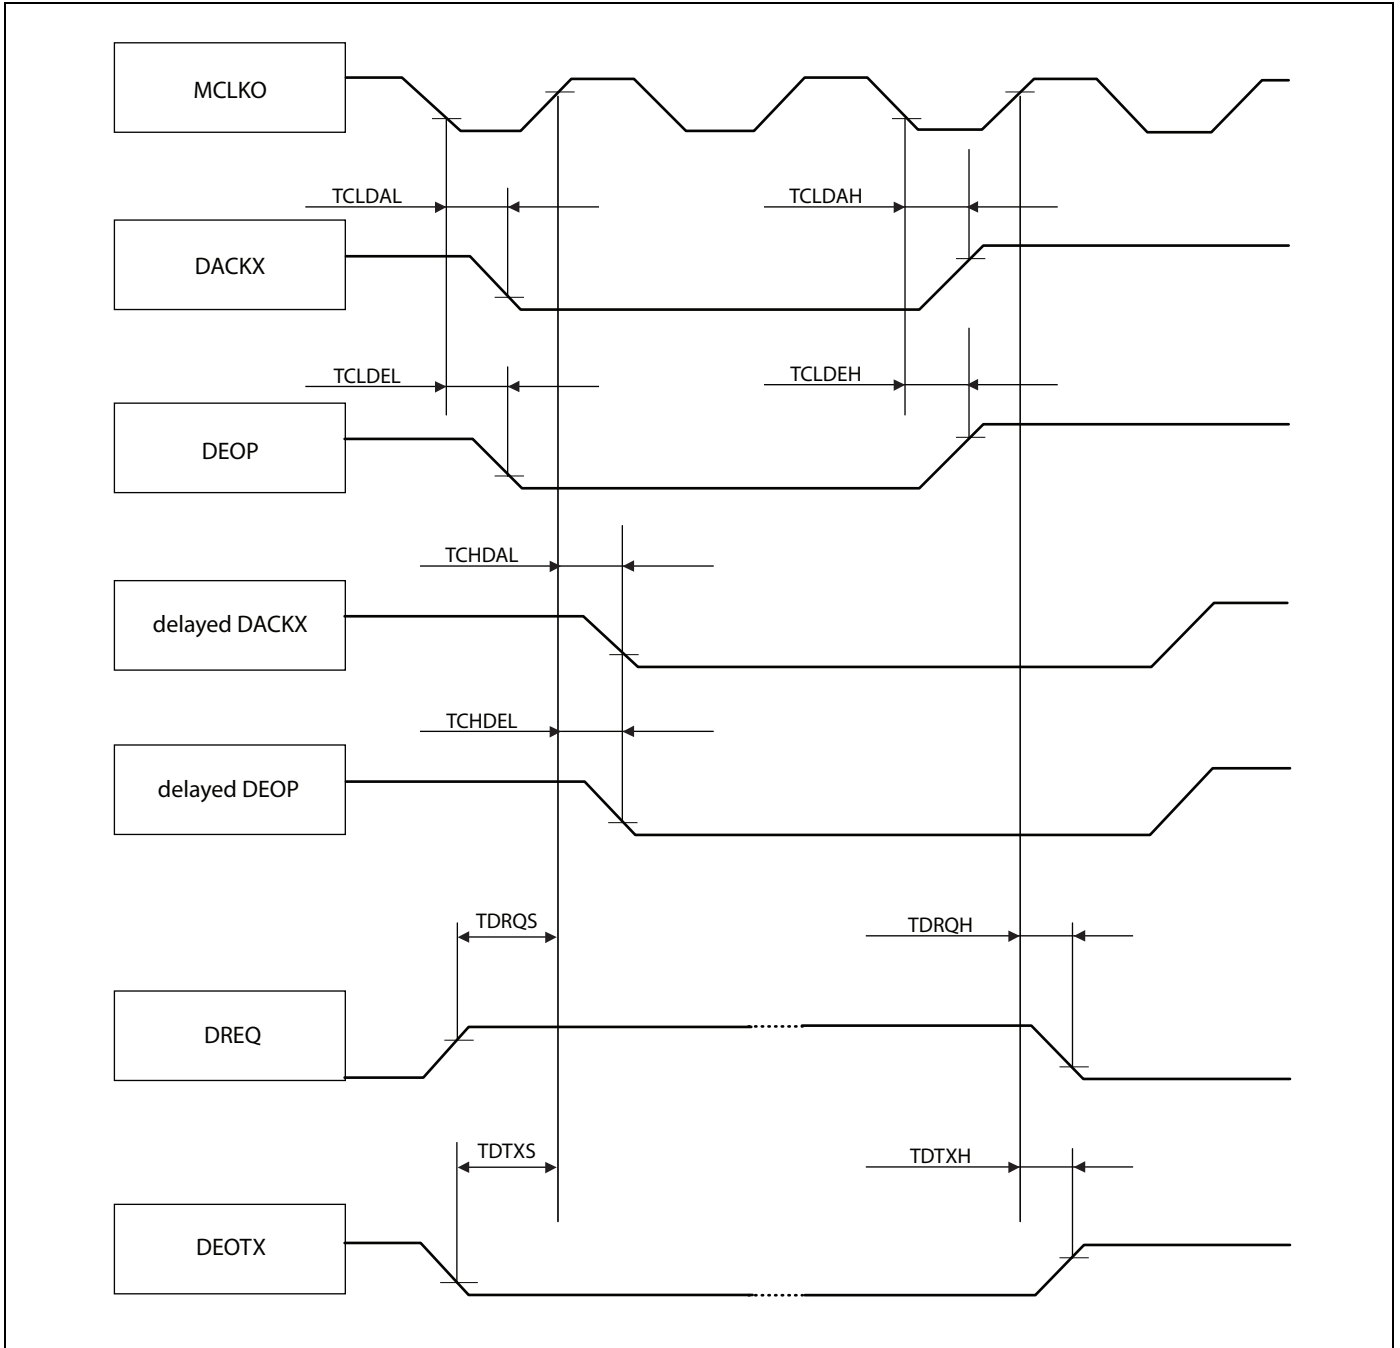 MCLKO
TCLDAL
TCLDAH
DACKX
TCLDEL
TCLDEH
DEOP
TCHDAL
delayed DACKX
TCHDEL
delayed DEOP
TDRQS
TDRQH
DREQ
TDTXS
TDTXH
DEOTX